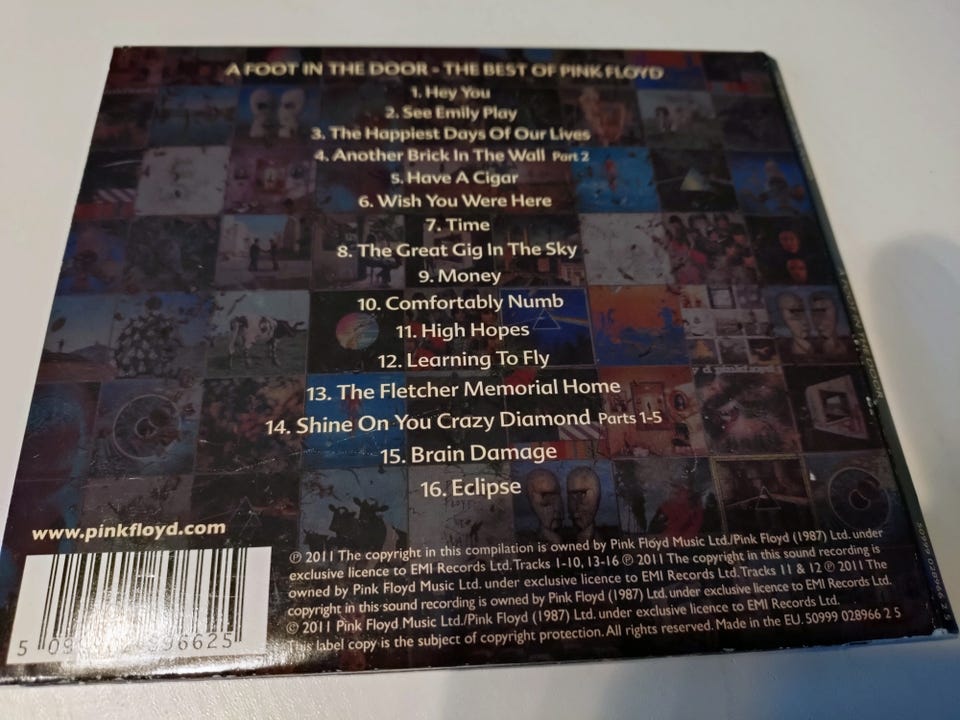 A FOOT IN THE DOOR - THE BEST OF PINK FLOYD
1. Hey You
2. See Emily Play
3. The Happiest Days Of Our Lives
4. Another Brick In The Wall Part 2
5. Have A Cigar
6. Wish You Were Here
7. Time
8. The Great Gig In The Sky
9. Money
10. Comfortably Numb
11. High Hopes
12. Learning To Fly
13. The Fletcher Memorial Home
14. Shine On You Crazy Diamond Parts 1-5
15. Brain Damage
16. Eclipse
www.pinkfloyd.com
℗ 2011 The copyright in this compilation is owned by Pink Floyd Music Ltd./Pink Floyd (1987) Ltd. under
exclusive licence to EMI Records Ltd. Tracks 1-10, 13-16 ℗ 2011 The copyright in this sound recording is
owned by Pink Floyd Music Ltd. under exclusive licence to EMI Records Ltd. Tracks 11 & 12 ℗ 2011 The
copyright in this sound recording is owned by Pink Floyd (1987) Ltd. under exclusive licence to EMI Records Ltd.
© 2011 Pink Floyd Music Ltd./Pink Floyd (1987) Ltd. under exclusive licence to EMI Records Ltd.
This label copy is the subject of copyright protection. All rights reserved. Made in the EU. 50999 028966 2 5